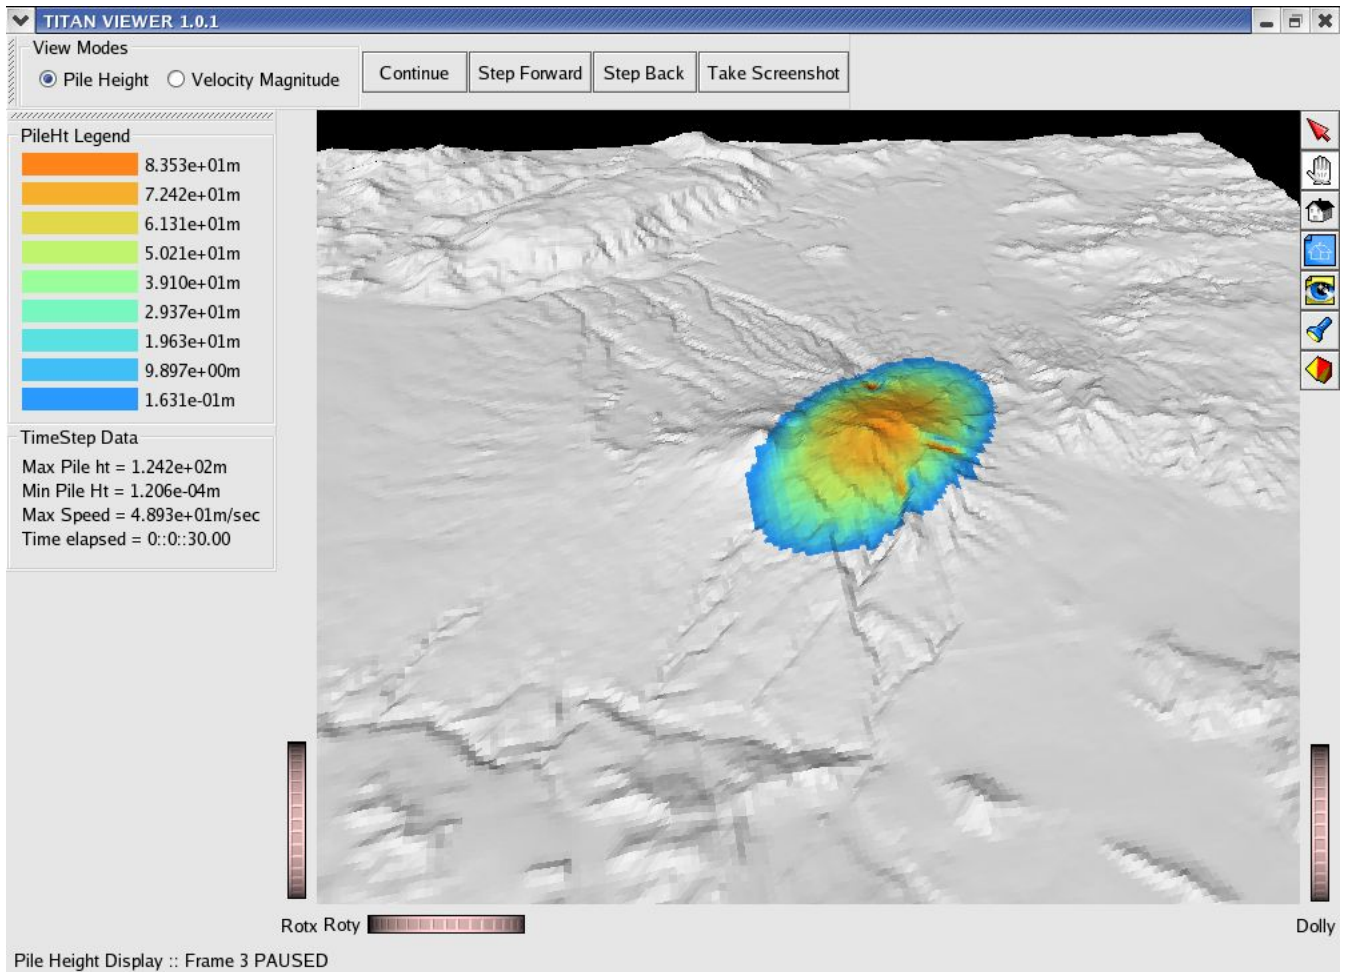 TITAN VIEWER 1.0.1
View Modes
Pile Height Velocity Magnitude
Continue Step Forward Step Back Take Screenshot
PileHt Legend
8.353e+01m
7.242e+01m
6.131e+01m
5.021e+01m
3.910e+01m
2.937e+01m
1.963e+01m
9.897e+00m
1.631e-01m
TimeStep Data
Max Pile ht = 1.242e+02m
Min Pile Ht = 1.206e-04m
Max Speed = 4.893e+01m/sec
Time elapsed = 0::0::30.00
Rotx Roty
Dolly
Pile Height Display :: Frame 3 PAUSED